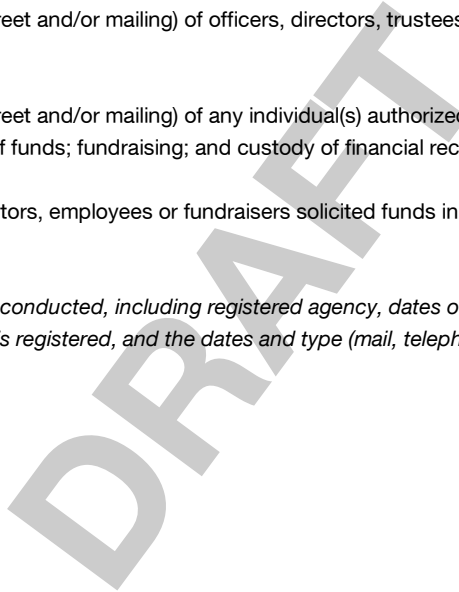 reet and/or mailing) of officers, directors, trustees
reet and/or mailing) of any individual(s) authorized
f funds; fundraising; and custody of financial rec
tors, employees or fundraisers solicited funds in
conducted, including registered agency, dates o
s registered, and the dates and type (mail, teleph
DRAFT